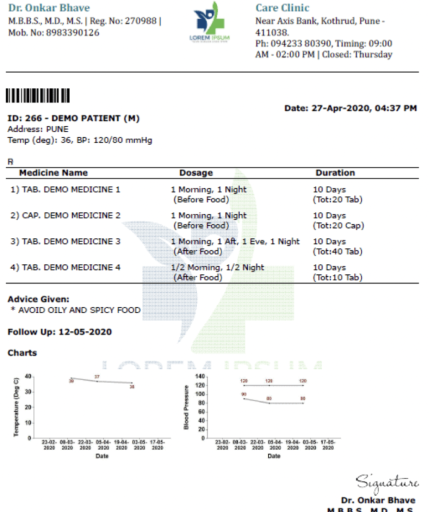 Dr. Onkar Bhave
M.B.B.S., M.D., M.S. | Reg. No: 270988 |
Mob. No: 8983390126
LOREM IPSUM
Care Clinic
Near Axis Bank, Kothrud, Pune -
411038.
Ph: 094233 80390, Timing: 09:00
AM - 02:00 PM | Closed: Thursday
Date: 27-Apr-2020, 04:37 PM
ID: 266 - DEMO PATIENT (M)
Address: PUNE
Temp (deg): 36, BP: 120/80 mmHg
℞
Medicine Name Dosage Duration
1) TAB. DEMO MEDICINE 1 1 Morning, 1 Night 10 Days
(Before Food) (Tot:20 Tab)
2) CAP. DEMO MEDICINE 2 1 Morning, 1 Night 10 Days
(Before Food) (Tot:20 Cap)
3) TAB. DEMO MEDICINE 3 1 Morning, 1 Aft, 1 Eve, 1 Night 10 Days
(After Food) (Tot:40 Tab)
4) TAB. DEMO MEDICINE 4 1/2 Morning, 1/2 Night 10 Days
(After Food) (Tot:10 Tab)
Advice Given:
* AVOID OILY AND SPICY FOOD
Follow Up: 12-05-2020
Charts
LOREM IPSUM
Temperature (Deg C)
40
30
20
10
0
37
36
23-02-2020 08-03-2020 22-03-2020 05-04-2020 19-04-2020 03-05-2020 17-05-2020
Date
Blood Pressure
140
120
100
80
60
40
20
0
80 80
23-02-2020 08-03-2020 22-03-2020 05-04-2020 19-04-2020 03-05-2020 17-05-2020
Date
Signature
Dr. Onkar Bhave
M.B.B.S., M.D., M.S.